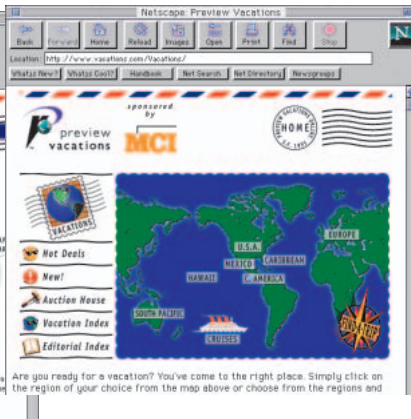 Netscape: Preview Vacations
Back Forward Home Reload Images Open Print Find Stop
N
Location: http://www.vacations.com/Vacations/
What's New? What's Cool? Handbook Net Search Net Directory Newsgroups
preview
vacations
sponsored
by
MCI
HOME
VACATIONS
Hot Deals
New!
Auction House
Vacation Index
Editorial Index
EUROPE
U.S.A.
MEXICO
CARIBBEAN
HAWAII
C. AMERICA
SOUTH PACIFIC
CRUISES
FIND-A-TRIP
Are you ready for a vacation? You've come to the right place. Simply click on
the region of your choice from the map above or choose from the regions and